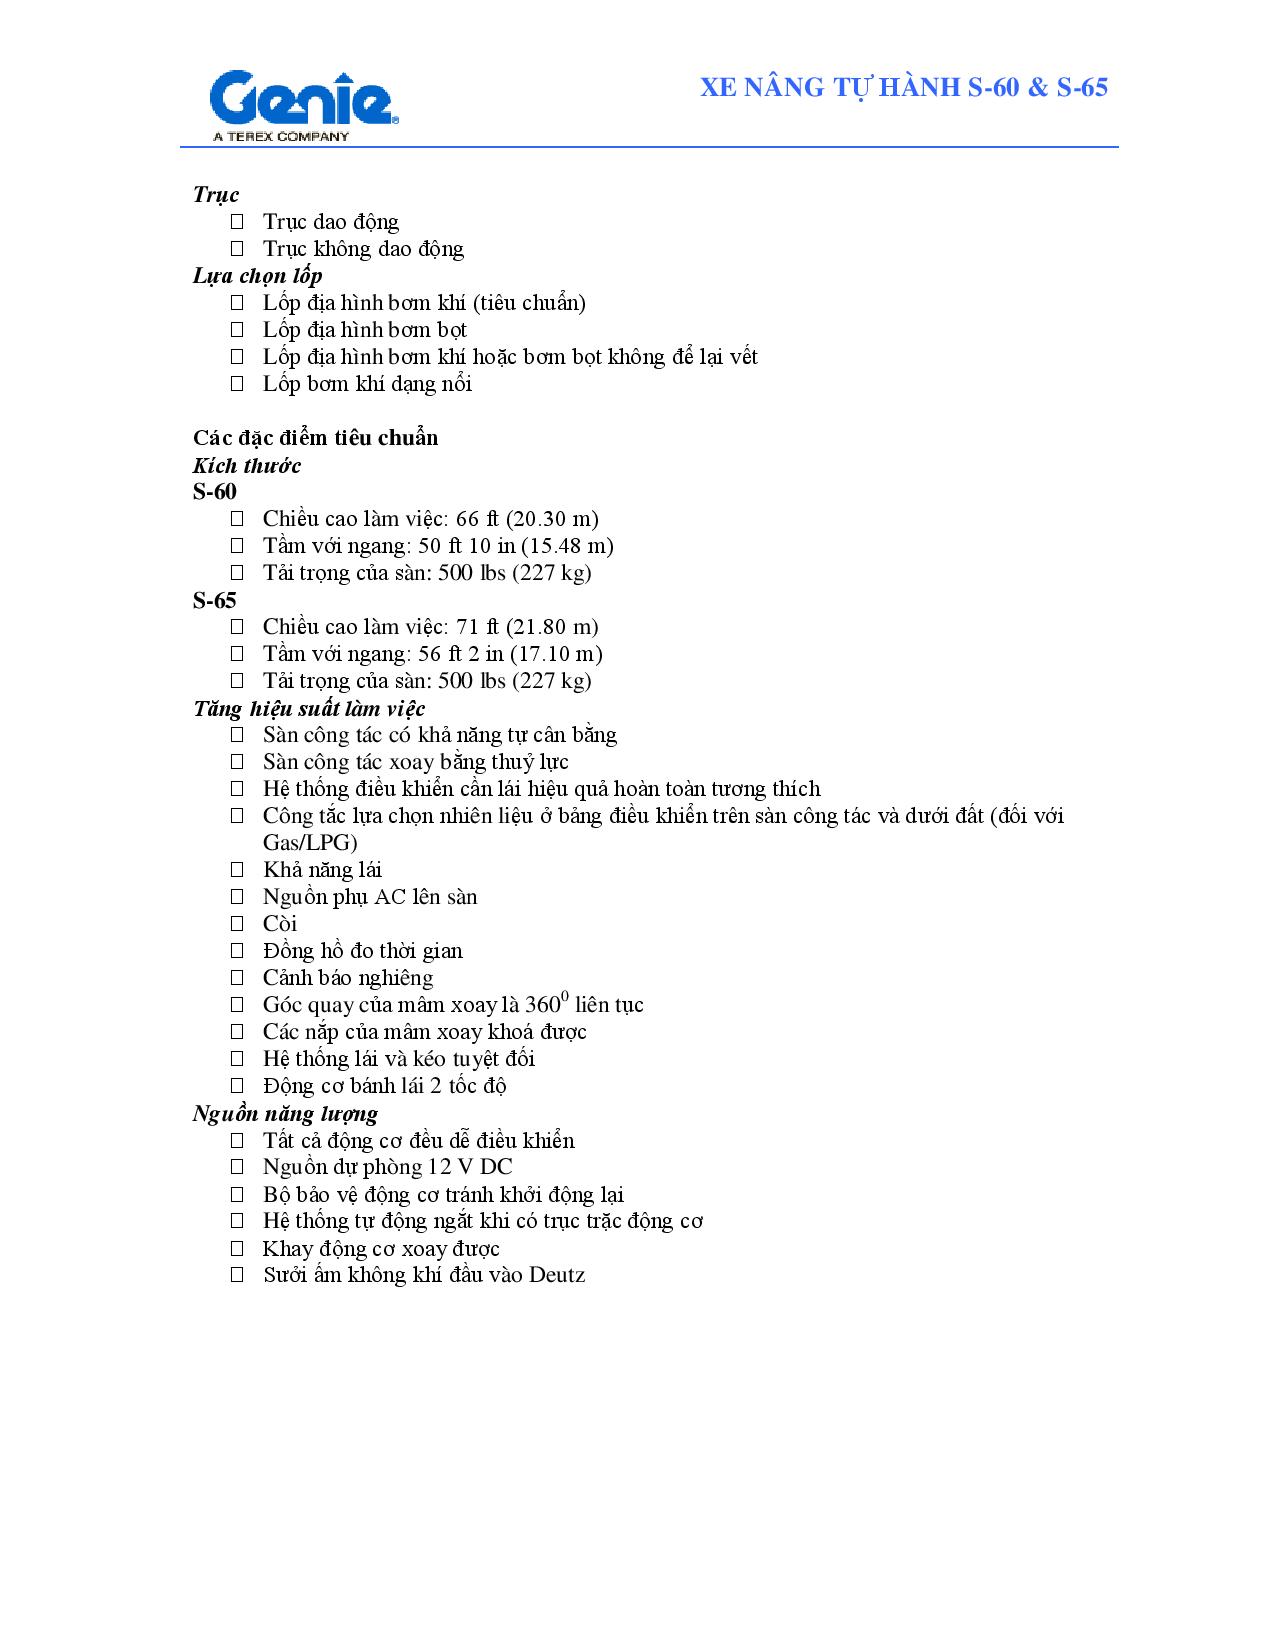 Genie®
A TEREX COMPANY
XE NÂNG TỰ HÀNH S-60 & S-65
Trục
□ Trục dao động
□ Trục không dao động
Lựa chọn lốp
□ Lốp địa hình bơm khí (tiêu chuẩn)
□ Lốp địa hình bơm bọt
□ Lốp địa hình bơm khí hoặc bơm bọt không để lại vết
□ Lốp bơm khí dạng nổi
Các đặc điểm tiêu chuẩn
Kích thước
S-60
□ Chiều cao làm việc: 66 ft (20.30 m)
□ Tầm với ngang: 50 ft 10 in (15.48 m)
□ Tải trọng của sàn: 500 lbs (227 kg)
S-65
□ Chiều cao làm việc: 71 ft (21.80 m)
□ Tầm với ngang: 56 ft 2 in (17.10 m)
□ Tải trọng của sàn: 500 lbs (227 kg)
Tăng hiệu suất làm việc
□ Sàn công tác có khả năng tự cân bằng
□ Sàn công tác xoay bằng thuỷ lực
□ Hệ thống điều khiển cần lái hiệu quả hoàn toàn tương thích
□ Công tắc lựa chọn nhiên liệu ở bảng điều khiển trên sàn công tác và dưới đất (đối với
Gas/LPG)
□ Khả năng lái
□ Nguồn phụ AC lên sàn
□ Còi
□ Đồng hồ đo thời gian
□ Cảnh báo nghiêng
□ Góc quay của mâm xoay là 360⁰ liên tục
□ Các nắp của mâm xoay khoá được
□ Hệ thống lái và kéo tuyệt đối
□ Động cơ bánh lái 2 tốc độ
Nguồn năng lượng
□ Tất cả động cơ đều dễ điều khiển
□ Nguồn dự phòng 12 V DC
□ Bộ bảo vệ động cơ tránh khởi động lại
□ Hệ thống tự động ngắt khi có trục trặc động cơ
□ Khay động cơ xoay được
□ Sưởi ấm không khí đầu vào Deutz